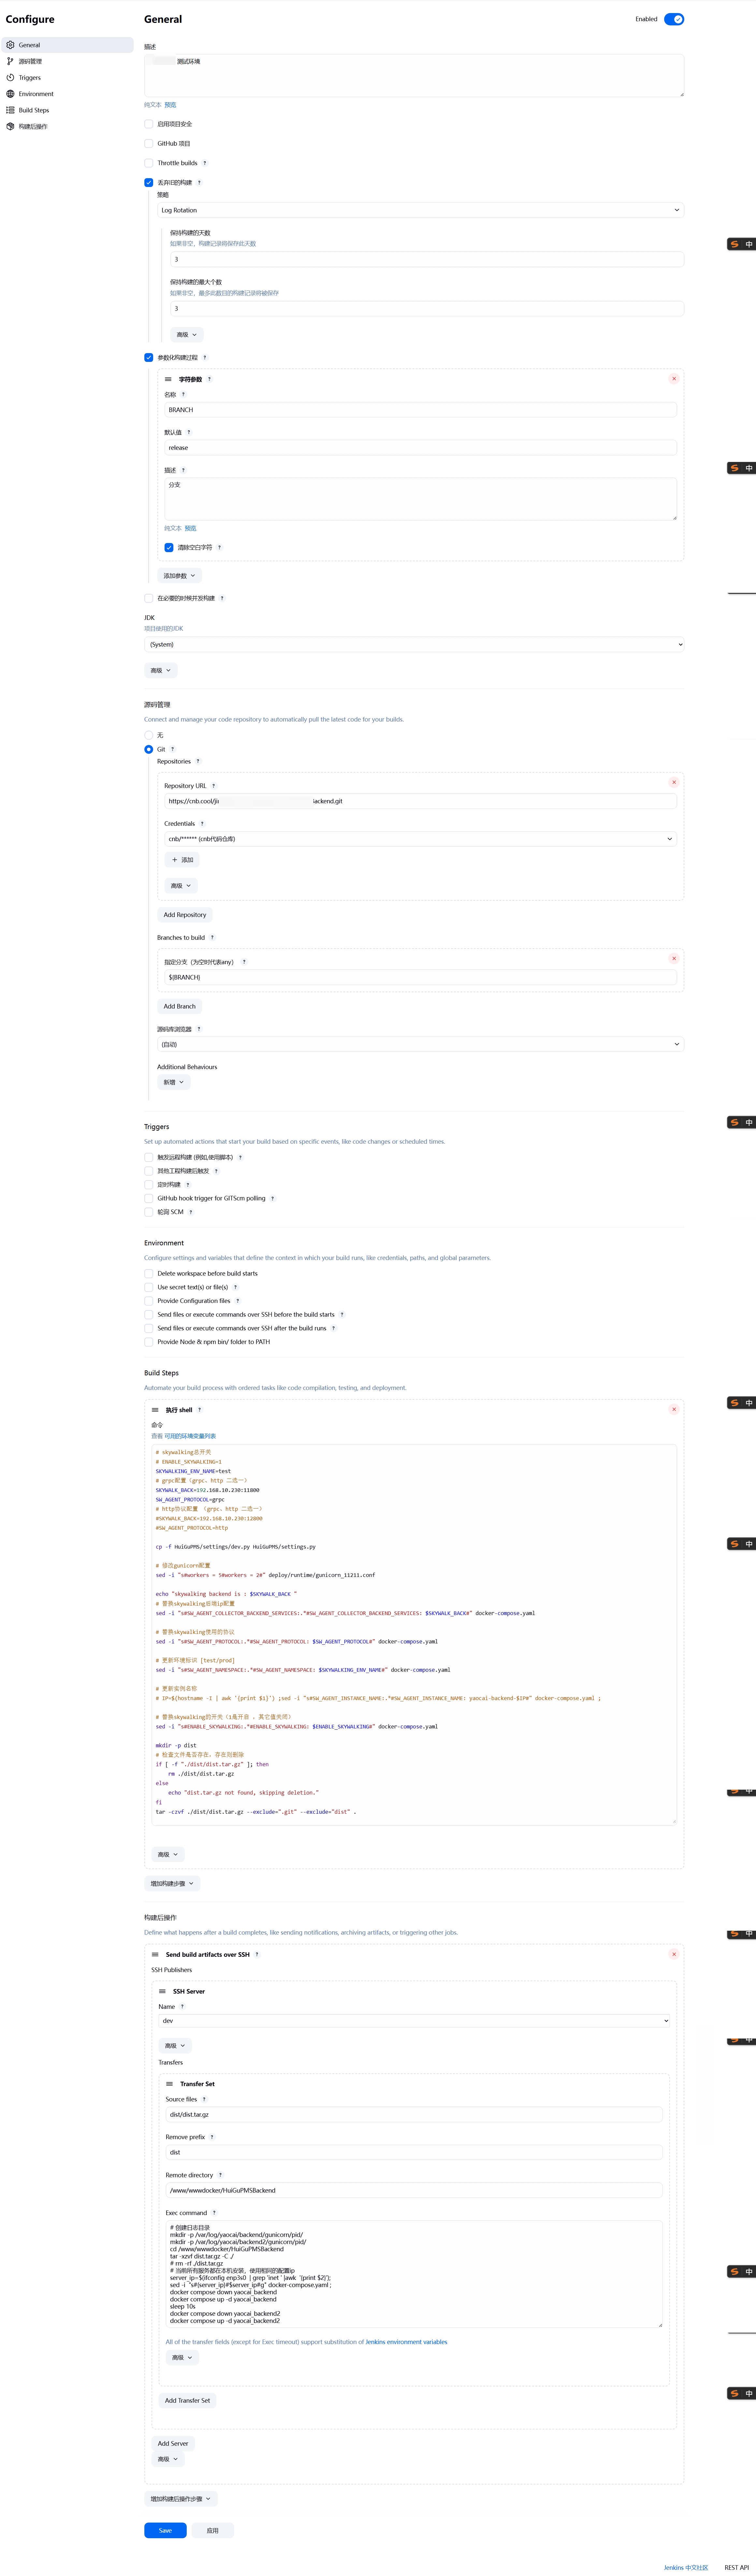 Configure
General
源码管理
Triggers
Environment
Build Steps
构建后操作
General
Enabled
描述
测试环境
纯文本 预览
启用项目安全
GitHub 项目
Throttle builds ?
丢弃旧的构建 ?
策略
Log Rotation
保持构建的天数
如果非空，构建记录将保存此天数
3
保持构建的最大个数
如果非空，最多此数目的构建记录将被保存
3
高级
参数化构建过程 ?
字符参数 ?
名称 ?
BRANCH
默认值 ?
release
描述 ?
分支
纯文本 预览
清除空白字符 ?
添加参数
在必要的时候并发构建 ?
JDK
项目使用的JDK
(System)
高级
源码管理
Connect and manage your code repository to automatically pull the latest code for your builds.
无
Git ?
Repositories ?
Repository URL ?
https://cnb.cool/ji ackend.git
Credentials ?
cnb/****** (cnb代码仓库)
+ 添加
高级
Add Repository
Branches to build ?
指定分支（为空时代表any） ?
${BRANCH}
Add Branch
源码库浏览器 ?
(自动)
Additional Behaviours
新增
Triggers
Set up automated actions that start your build based on specific events, like code changes or scheduled times.
触发远程构建 (例如,使用脚本) ?
其他工程构建后触发 ?
定时构建 ?
GitHub hook trigger for GITScm polling ?
轮询 SCM ?
Environment
Configure settings and variables that define the context in which your build runs, like credentials, paths, and global parameters.
Delete workspace before build starts
Use secret text(s) or file(s) ?
Provide Configuration files ?
Send files or execute commands over SSH before the build starts ?
Send files or execute commands over SSH after the build runs ?
Provide Node & npm bin/ folder to PATH
Build Steps
Automate your build process with ordered tasks like code compilation, testing, and deployment.
执行 shell ?
命令
查看 可用的环境变量列表
# skywalking总开关
# ENABLE_SKYWALKING=1
SKYWALKING_ENV_NAME=test
# grpc配置（grpc、http 二选一）
SKYWALK_BACK=192.168.10.230:11800
SW_AGENT_PROTOCOL=grpc
# http协议配置 （grpc、http 二选一）
#SKYWALK_BACK=192.168.10.230:12800
#SW_AGENT_PROTOCOL=http
cp -f HuiGuPMS/settings/dev.py HuiGuPMS/settings.py
# 修改gunicorn配置
sed -i "s#workers = 5#workers = 2#" deploy/runtime/gunicorn_11211.conf
echo "skywalking backend is : $SKYWALK_BACK "
# 替换skywalking后端ip配置
sed -i "s#SW_AGENT_COLLECTOR_BACKEND_SERVICES:.*#SW_AGENT_COLLECTOR_BACKEND_SERVICES: $SKYWALK_BACK#" docker-compose.yaml
# 替换skywalking使用的协议
sed -i "s#SW_AGENT_PROTOCOL:.*#SW_AGENT_PROTOCOL: $SW_AGENT_PROTOCOL#" docker-compose.yaml
# 更新环境标识 [test/prod]
sed -i "s#SW_AGENT_NAMESPACE:.*#SW_AGENT_NAMESPACE: $SKYWALKING_ENV_NAME#" docker-compose.yaml
# 更新实例名称
# IP=$(hostname -I | awk '{print $1}') ;sed -i "s#SW_AGENT_INSTANCE_NAME:.*#SW_AGENT_INSTANCE_NAME: yaocai-backend-$IP#" docker-compose.yaml ;
# 替换skywalking的开关（1是开启 ，其它值关闭）
sed -i "s#ENABLE_SKYWALKING:.*#ENABLE_SKYWALKING: $ENABLE_SKYWALKING#" docker-compose.yaml
mkdir -p dist
# 检查文件是否存在，存在则删除
if [ -f "./dist/dist.tar.gz" ]; then
rm ./dist/dist.tar.gz
else
echo "dist.tar.gz not found, skipping deletion."
fi
tar -czvf ./dist/dist.tar.gz --exclude=".git" --exclude="dist" .
高级
增加构建步骤
构建后操作
Define what happens after a build completes, like sending notifications, archiving artifacts, or triggering other jobs.
Send build artifacts over SSH ?
SSH Publishers
SSH Server
Name ?
dev
高级
Transfers
Transfer Set
Source files ?
dist/dist.tar.gz
Remove prefix ?
dist
Remote directory ?
/www/wwwdocker/HuiGuPMSBackend
Exec command ?
# 创建日志目录
mkdir -p /var/log/yaocai/backend/gunicorn/pid/
mkdir -p /var/log/yaocai/backend2/gunicorn/pid/
cd /www/wwwdocker/HuiGuPMSBackend
tar -xzvf dist.tar.gz -C ./
# rm -rf ./dist.tar.gz
# 当前所有服务都在本机安装，使用相同的配置ip
server_ip=$(ifconfig enp3s0 | grep 'inet ' |awk '{print $2}');
sed -i "s#{server_ip}#$server_ip#g" docker-compose.yaml ;
docker compose down yaocai_backend
docker compose up -d yaocai_backend
sleep 10s
docker compose down yaocai_backend2
docker compose up -d yaocai_backend2
All of the transfer fields (except for Exec timeout) support substitution of Jenkins environment variables
高级
Add Transfer Set
Add Server
高级
增加构建后操作步骤
Save
应用
Jenkins 中文社区
REST API